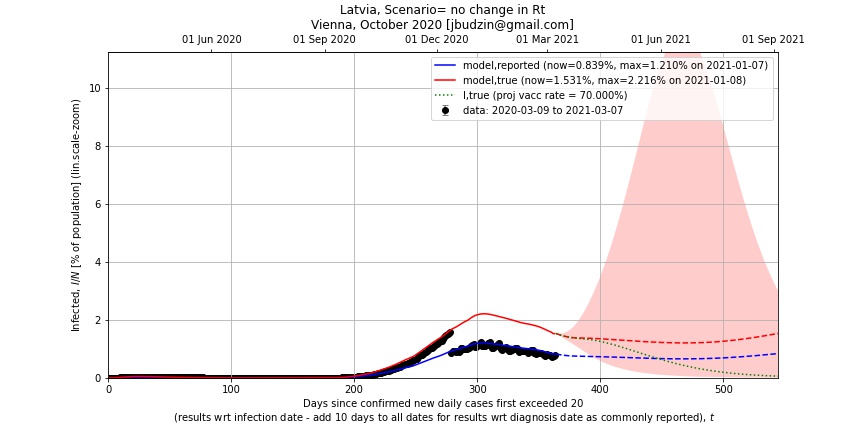 Latvia, Scenario= no change in Rt
Vienna, October 2020 [jbudzin@gmail.com]
01 Jun 2020 01 Sep 2020 01 Dec 2020 01 Mar 2021 01 Jun 2021 01 Sep 2021
model,reported (now=0.839%, max=1.210% on 2021-01-07)
model,true (now=1.531%, max=2.216% on 2021-01-08)
I,true (proj vacc rate = 70.000%)
data: 2020-03-09 to 2021-03-07
Infected, I/N [% of population] (lin.scale-zoom)
10
8
6
4
2
0
0 100 200 300 400 500
Days since confirmed new daily cases exceeded 20
(results wrt infection date - add 10 days to all dates for results wrt diagnosis date as commonly reported), t